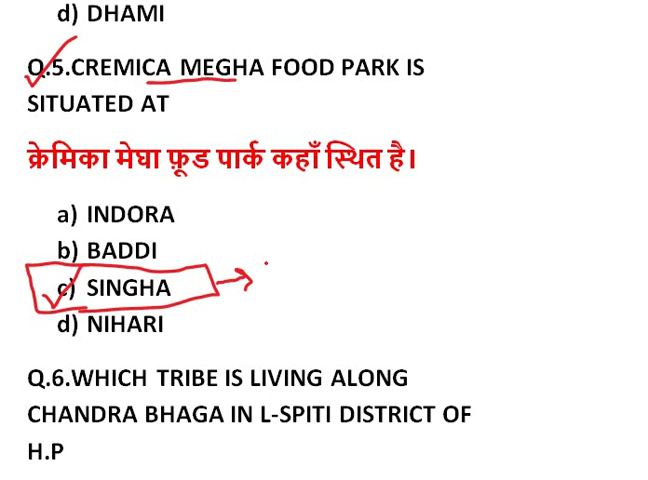 d) DHAMI
Q.5.CREMICA MEGHA FOOD PARK IS
SITUATED AT
क्रेमिका मेघा फ़ूड पार्क कहाँ स्थित है।
a) INDORA
b) BADDI
c) SINGHA
d) NIHARI
Q.6.WHICH TRIBE IS LIVING ALONG
CHANDRA BHAGA IN L-SPITI DISTRICT OF
H.P